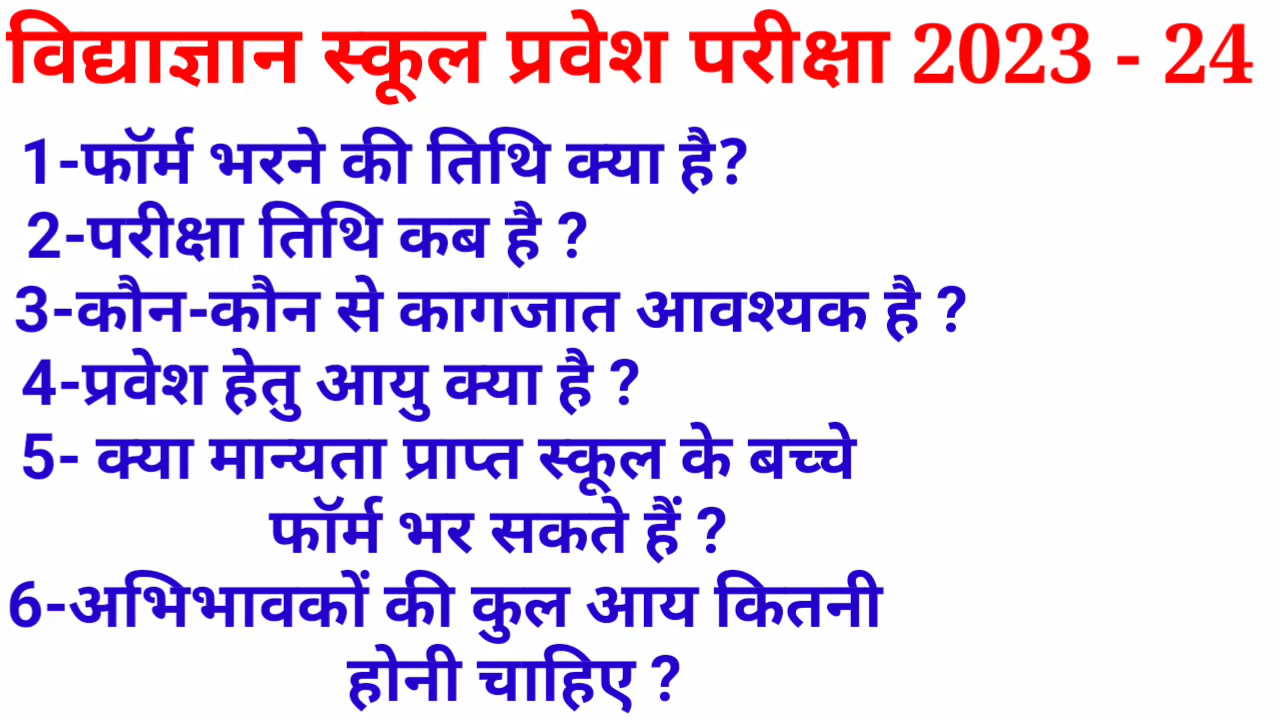 विद्याज्ञान स्कूल प्रवेश परीक्षा 2023 - 24
1-फॉर्म भरने की तिथि क्या है?
2-परीक्षा तिथि कब है ?
3-कौन-कौन से कागजात आवश्यक है ?
4-प्रवेश हेतु आयु क्या है ?
5- क्या मान्यता प्राप्त स्कूल के बच्चे
फॉर्म भर सकते हैं ?
6-अभिभावकों की कुल आय कितनी
होनी चाहिए ?